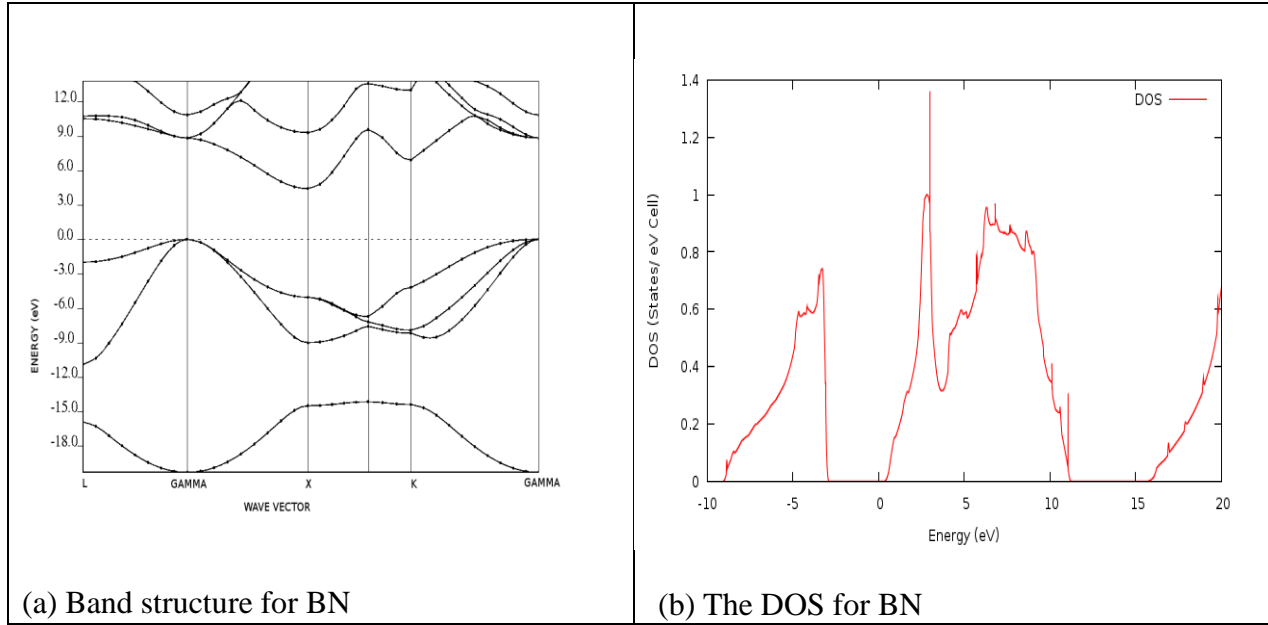 12.0
9.0
6.0
3.0
0.0
-3.0
-6.0
-9.0
-12.0
-15.0
-18.0
ENERGY (eV)
L GAMMA X K GAMMA
WAVE VECTOR
(a) Band structure for BN
1.4
1.2
1
0.8
0.6
0.4
0.2
0
DOS (States/ eV Cell)
DOS
-10 -5 0 5 10 15 20
Energy (eV)
(b) The DOS for BN